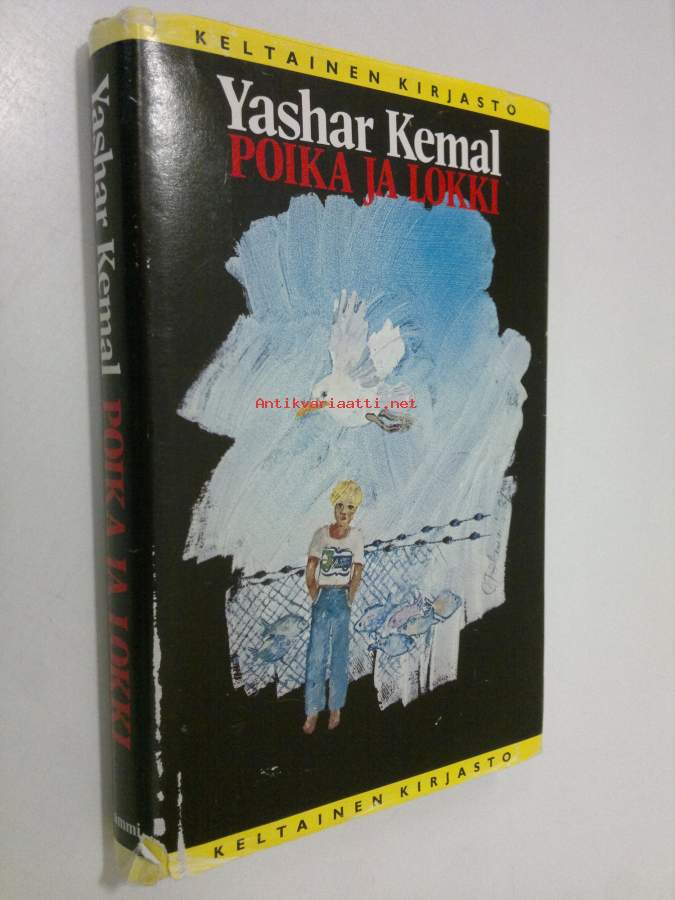 KELTAINEN KIRJASTO
Yashar Kemal
POIKA JA LOKKI
Antikvariaatti.net
KELTAINEN KIRJASTO
Yashar Kemal POIKA JA LOKKI